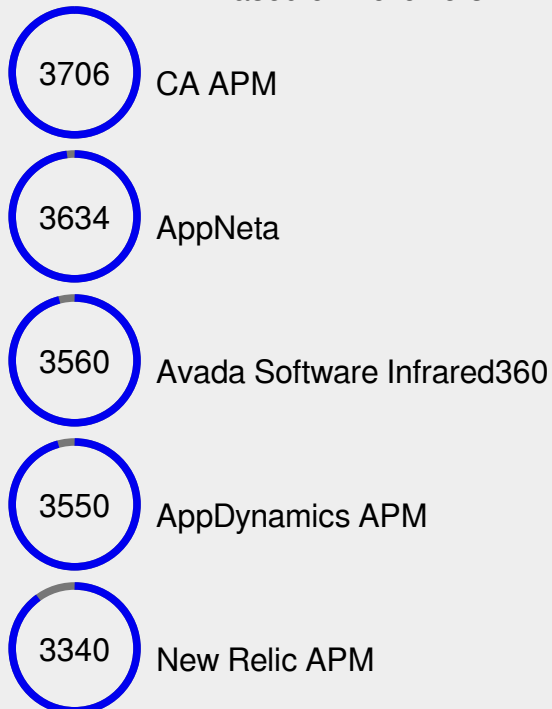 3706 CA APM
3634 AppNeta
3560 Avada Software Infrared360
3550 AppDynamics APM
3340 New Relic APM